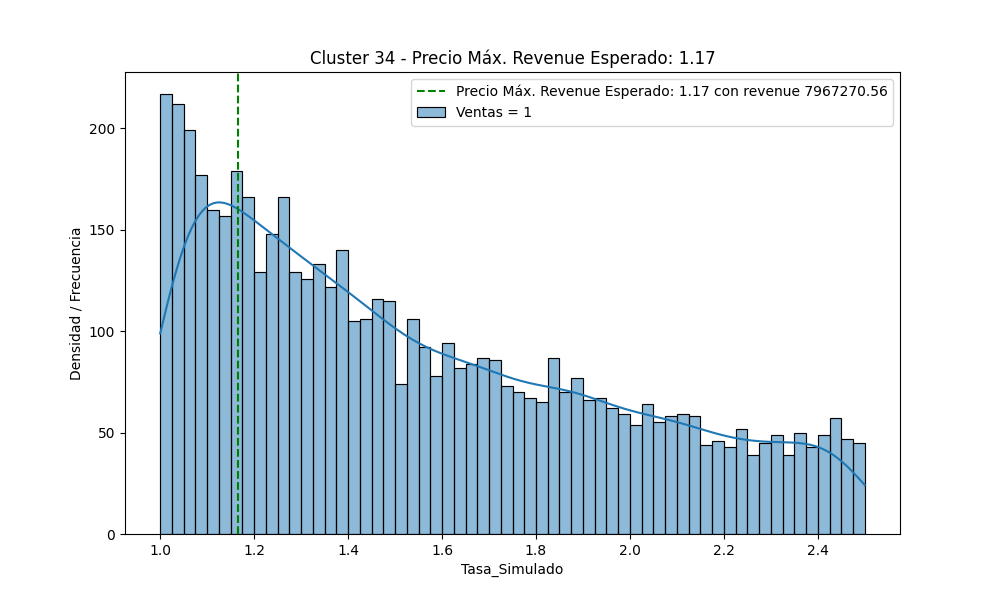 Cluster 34 - Precio Máx. Revenue Esperado: 1.17
Precio Máx. Revenue Esperado: 1.17 con revenue 7967270.56
Ventas = 1
Densidad / Frecuencia
200
150
100
50
0
1.0 1.2 1.4 1.6 1.8 2.0 2.2 2.4
Tasa_Simulado